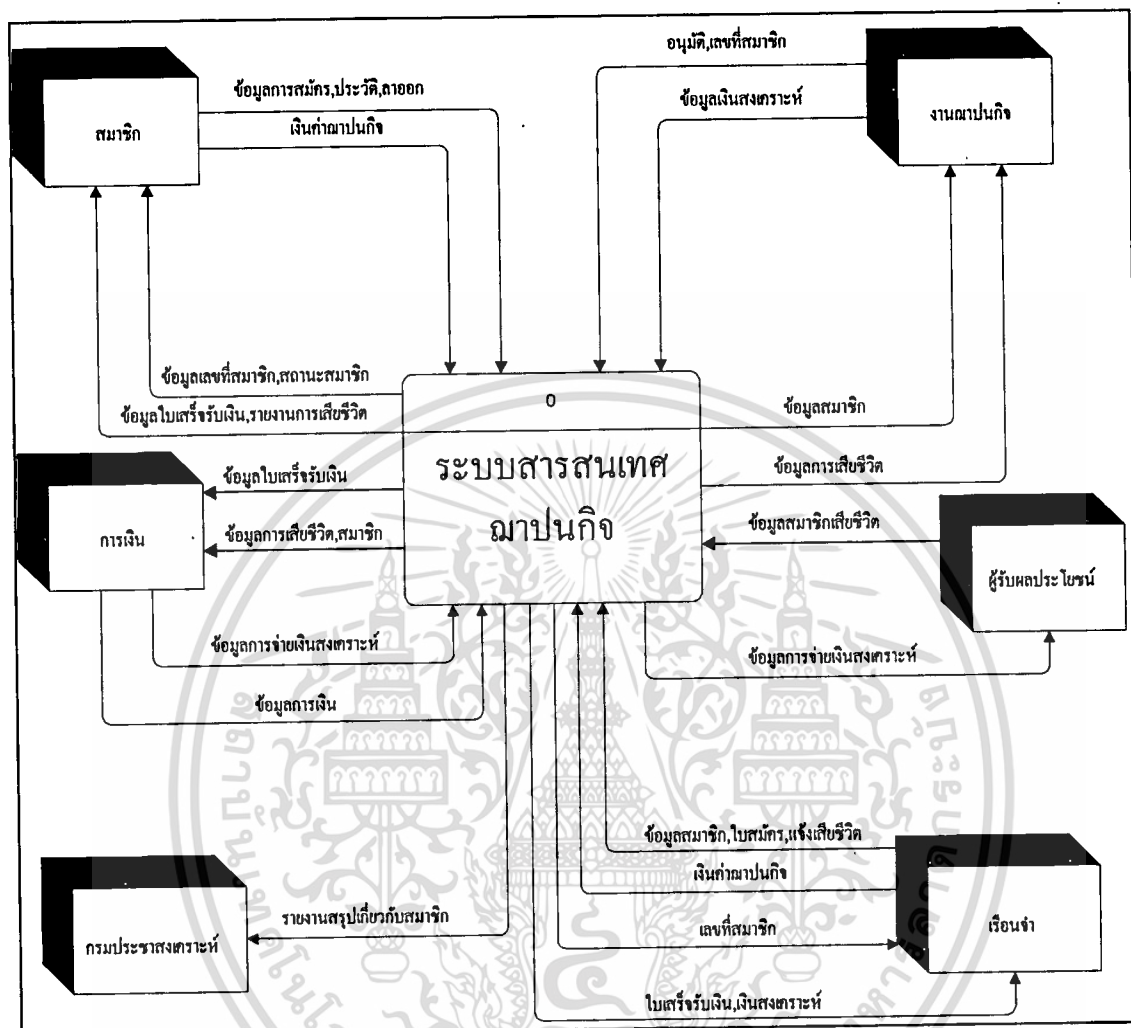 อนุมัติ,เลขที่สมาชิก
ข้อมูลการสมัคร,ประวัติ,ลาออก
สมาชิก
ข้อมูลเงินสงเคราะห์
งานฌาปนกิจ
เงินค่าฌาปนกิจ
ข้อมูลเลขที่สมาชิก,สถานะสมาชิก
0
ข้อมูลใบเสร็จรับเงิน,รายงานการเสียชีวิต
ข้อมูลสมาชิก
ระบบสารสนเทศ
ฌาปนกิจ
ข้อมูลใบเสร็จรับเงิน
ข้อมูลการเสียชีวิต
การเงิน
ข้อมูลการเสียชีวิต,สมาชิก
ข้อมูลสมาชิกเสียชีวิต
ผู้รับผลประโยชน์
ข้อมูลการจ่ายเงินสงเคราะห์
ข้อมูลการจ่ายเงินสงเคราะห์
ข้อมูลการเงิน
ข้อมูลสมาชิก,ใบสมัคร,แจ้งเสียชีวิต
เงินค่าฌาปนกิจ
รายงานสรุปเกี่ยวกับสมาชิก
กรมประชาสงเคราะห์
เลขที่สมาชิก
เรือนจำ
ใบเสร็จรับเงิน,เงินสงเคราะห์